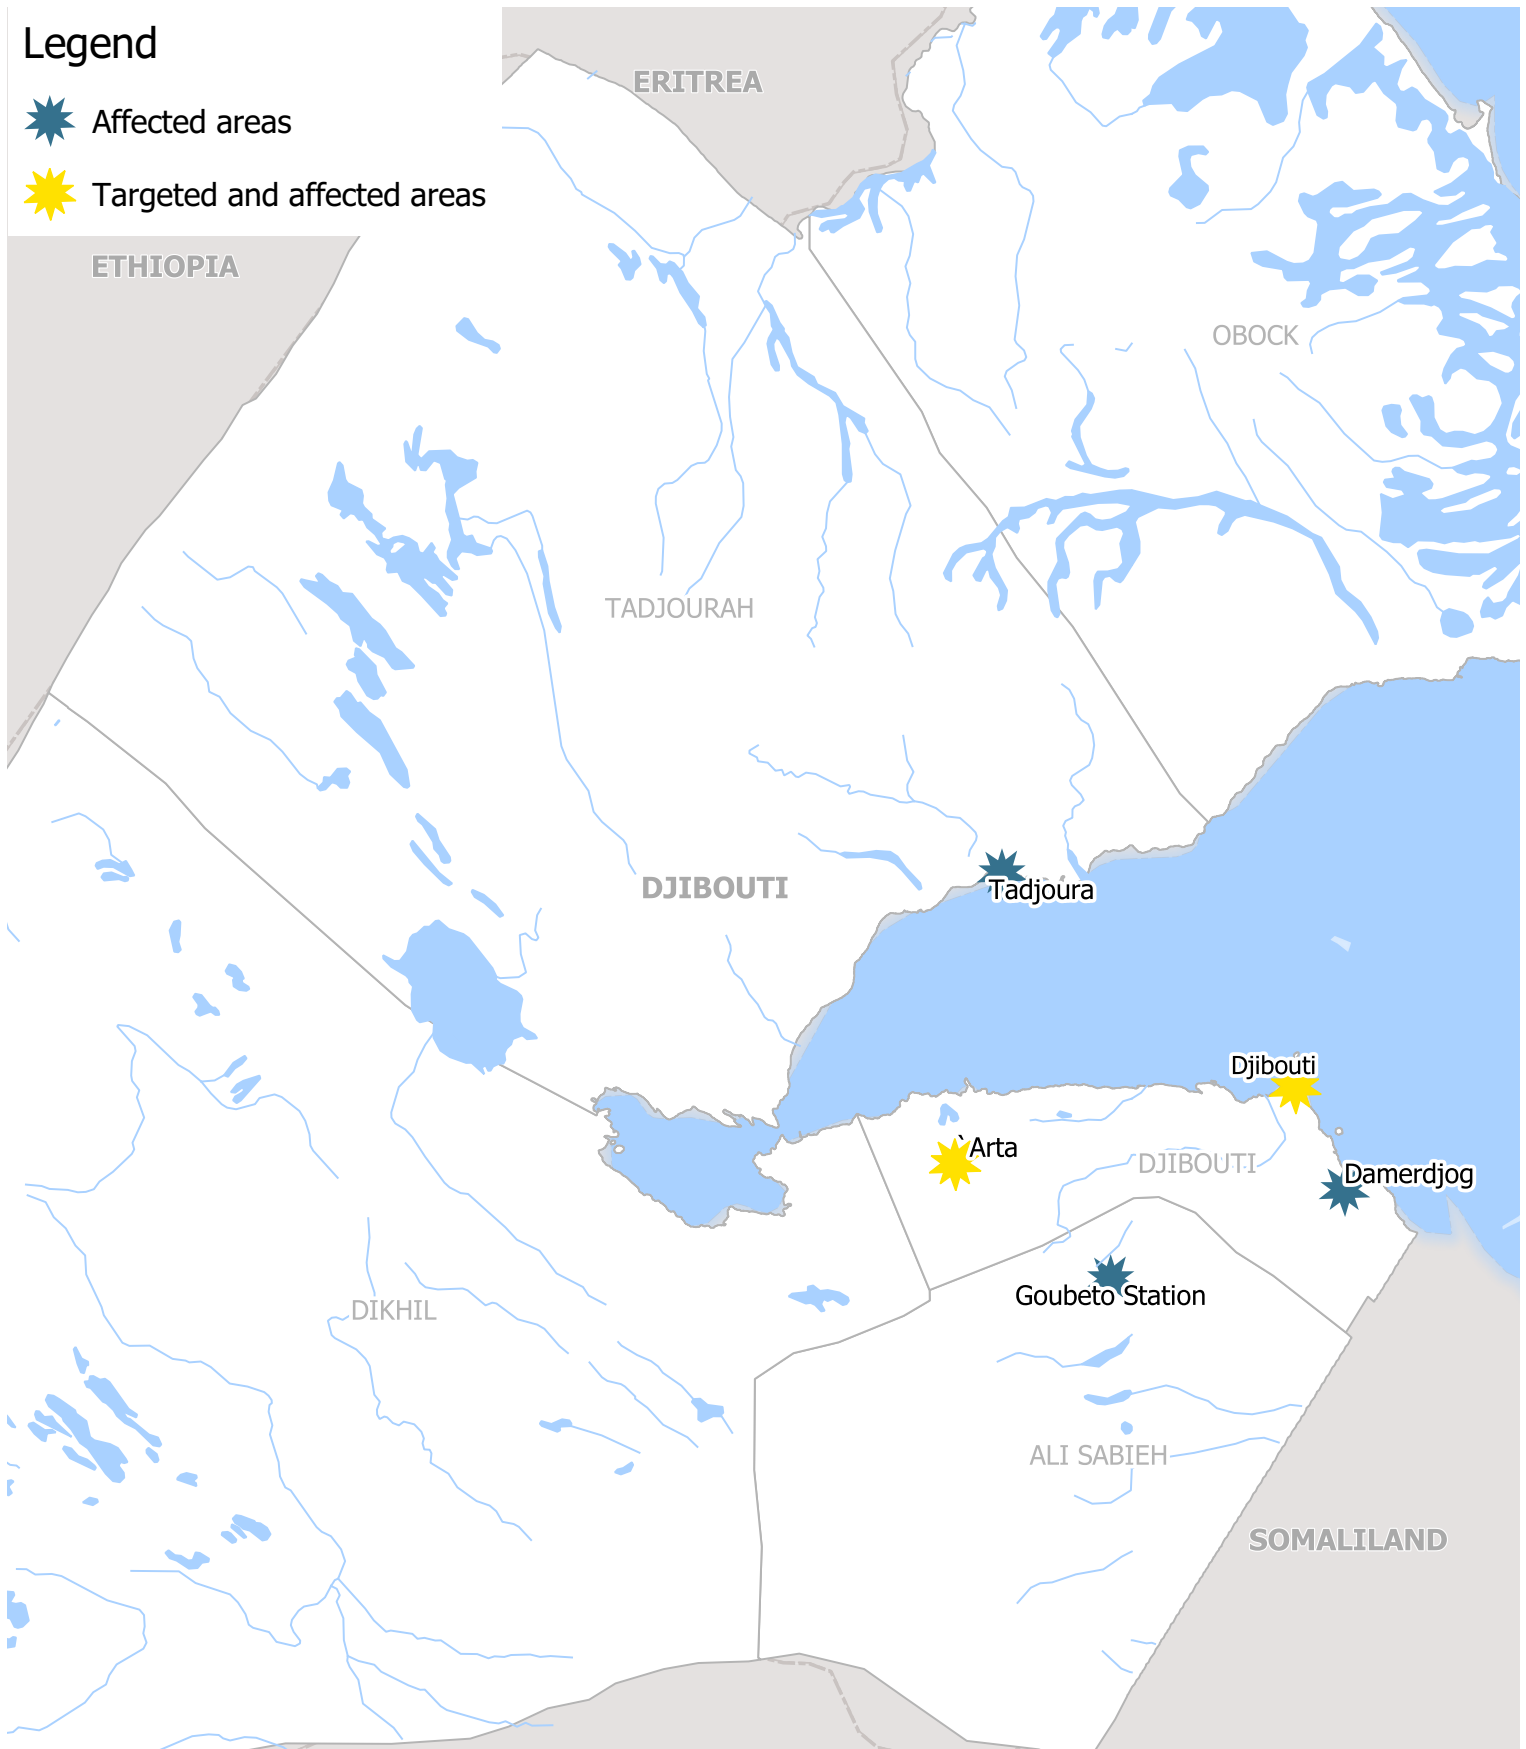 Legend
Affected areas
Targeted and affected areas
ERITREA
ETHIOPIA
OBOCK
TADJOURAH
DJIBOUTI
Tadjoura
Djibouti
`Arta
DJIBOUTI
Damerdjog
Goubeto Station
DIKHIL
ALI SABIEH
SOMALILAND